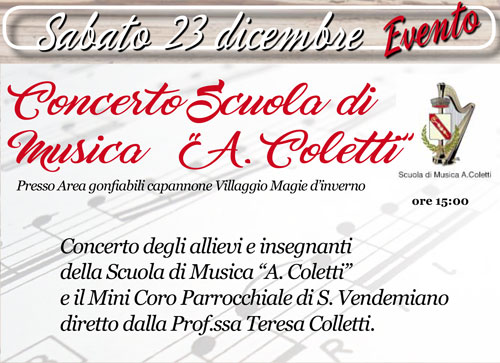 Sabato 23 dicembre Evento
Concerto Scuola di
Musica "A. Coletti"
Presso Area gonfiabili capannone Villaggio Magie d'inverno
Scuola di Musica A.Coletti
ore 15:00
Concerto degli allievi e insegnanti
della Scuola di Musica "A. Coletti"
e il Mini Coro Parrocchiale di S. Vendemiano
diretto dalla Prof.ssa Teresa Colletti.